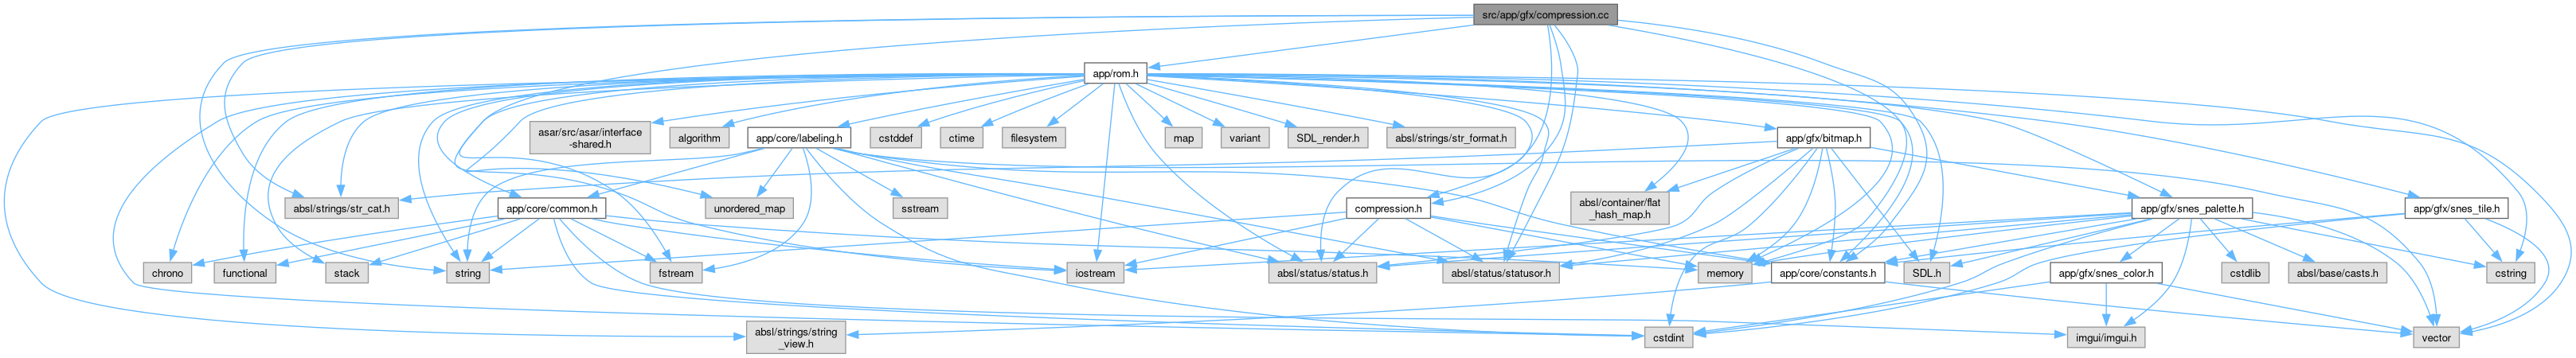 src/app/gfx/compression.cc
app/rom.h
asar/src/asar/interface
-shared.h
algorithm
app/core/labeling.h
cstddef
ctime
filesystem
map
variant
SDL_render.h
absl/strings/str_format.h
app/gfx/bitmap.h
absl/strings/str_cat.h
app/core/common.h
unordered_map
sstream
compression.h
absl/container/flat
_hash_map.h
app/gfx/snes_palette.h
app/gfx/snes_tile.h
chrono
functional
stack
string
fstream
iostream
absl/status/status.h
absl/status/statusor.h
memory
app/core/constants.h
SDL.h
app/gfx/snes_color.h
cstdlib
absl/base/casts.h
cstring
absl/strings/string
_view.h
cstdint
imgui/imgui.h
vector